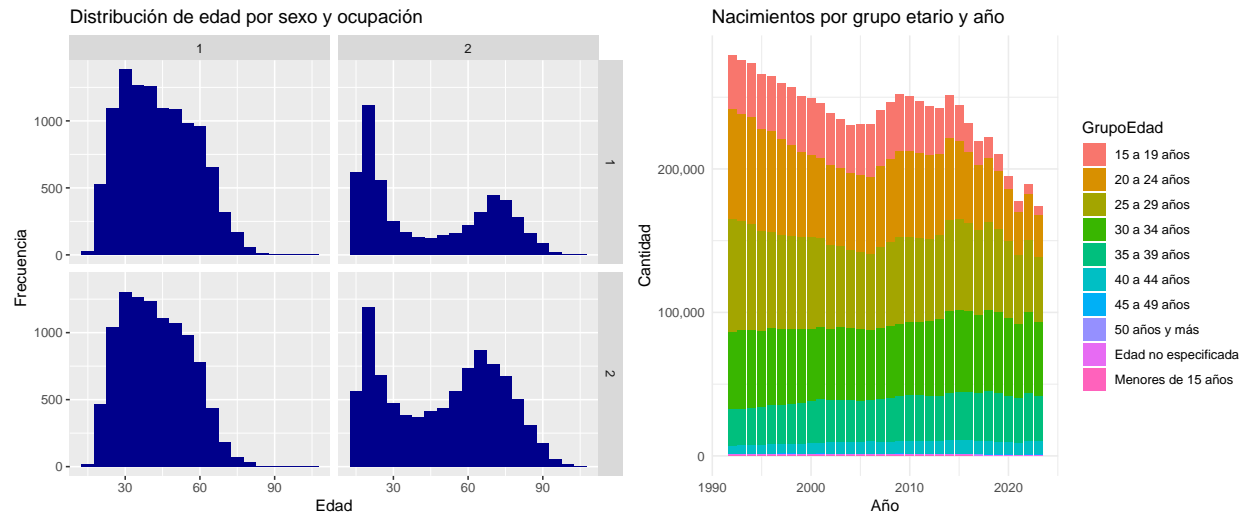 Distribución de edad por sexo y ocupación
1
2
1
2
Frecuencia
0
500
1000
0
500
1000
30
60
90
30
60
90
Edad
Nacimientos por grupo etario y año
Cantidad
200,000
100,000
0
1990
2000
2010
2020
Año
GrupoEdad
15 a 19 años
20 a 24 años
25 a 29 años
30 a 34 años
35 a 39 años
40 a 44 años
45 a 49 años
50 años y más
Edad no especificada
Menores de 15 años